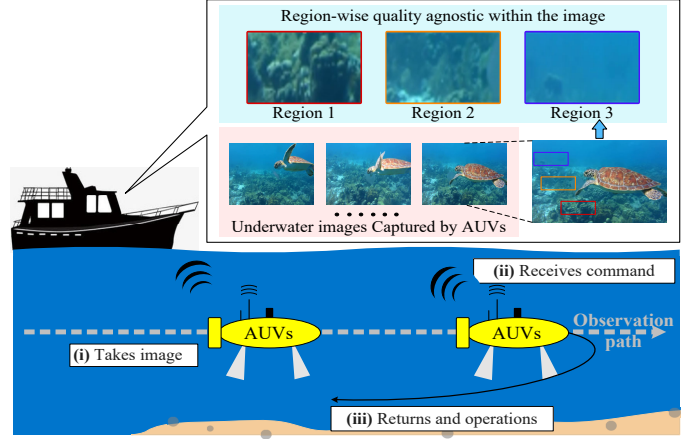 Region-wise quality agnostic within the image
Region 1
Region 2
Region 3
Underwater images Captured by AUVs
(ii) Receives command
AUVs
AUVs
Observation
path
(i) Takes image
(iii) Returns and operations